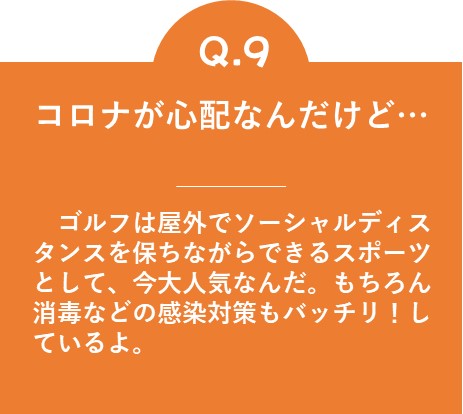 Q.9
コロナが心配なんだけど…
　ゴルフは屋外でソーシャルディス
タンスを保ちながらできるスポーツ
として、今大人気なんだ。もちろん
消毒などの感染対策もバッチリ！し
ているよ。